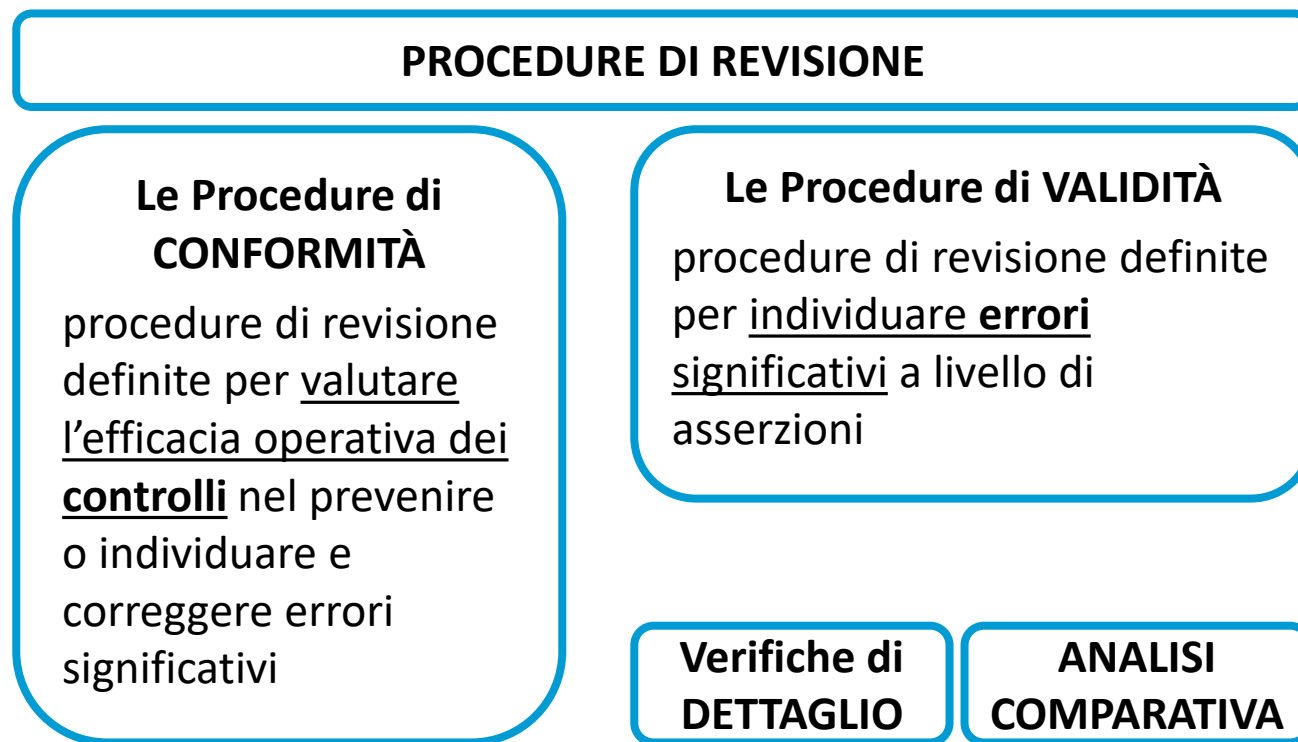 PROCEDURE DI REVISIONE
Le Procedure di
CONFORMITÀ
procedure di revisione
definite per valutare
l’efficacia operativa dei
controlli nel prevenire
o individuare e
correggere errori
significativi
Le Procedure di VALIDITÀ
procedure di revisione definite
per individuare errori
significativi a livello di
asserzioni
Verifiche di
DETTAGLIO
ANALISI
COMPARATIVA